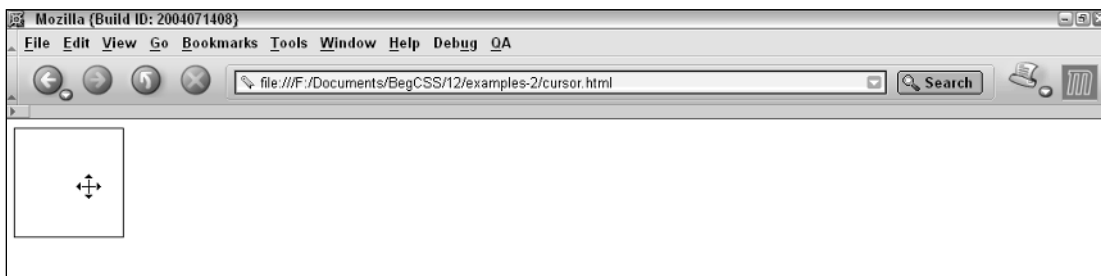 Mozilla {Build ID: 2004071408}
File Edit View Go Bookmarks Tools Window Help Debug QA
file:///F:/Documents/BegCSS/12/examples-2/cursor.html Search